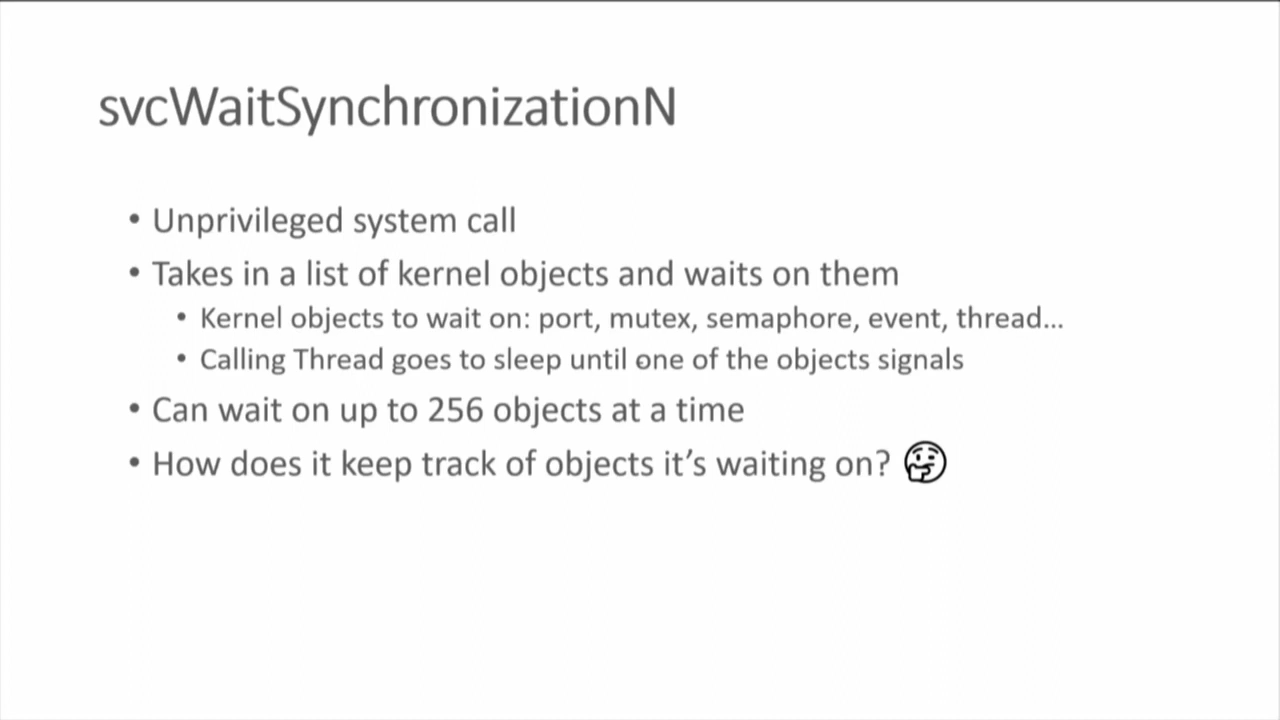 svcWaitSynchronizationN
• Unprivileged system call
• Takes in a list of kernel objects and waits on them
• Kernel objects to wait on: port, mutex, semaphore, event, thread...
• Calling Thread goes to sleep until one of the objects signals
• Can wait on up to 256 objects at a time
• How does it keep track of objects it’s waiting on? 🤔